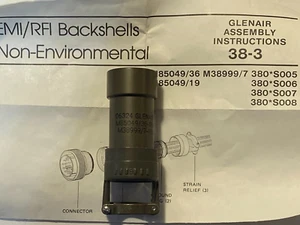 EMI/RFI Backshells
Non-Environmental
GLENAIR
ASSEMBLY
INSTRUCTIONS
38-3
85049/36 M38999/7 380*S005
85049/19 380*S006
380*S007
380*S008
CONNECTOR
STRAIN
RELIEF (2)